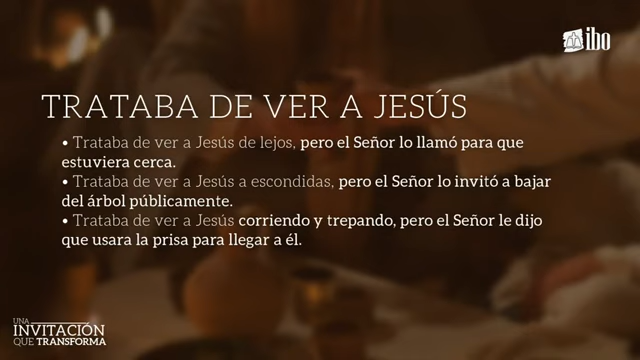 ibo
TRATABA DE VER A JESÚS
• Trataba de ver a Jesús de lejos, pero el Señor lo llamó para que
estuviera cerca.
• Trataba de ver a Jesús a escondidas, pero el Señor lo invitó a bajar
del árbol públicamente.
• Trataba de ver a Jesús corriendo y trepando, pero el Señor le dijo
que usara la prisa para llegar a él.
UNA
INVITACIÓN
QUE TRANSFORMA